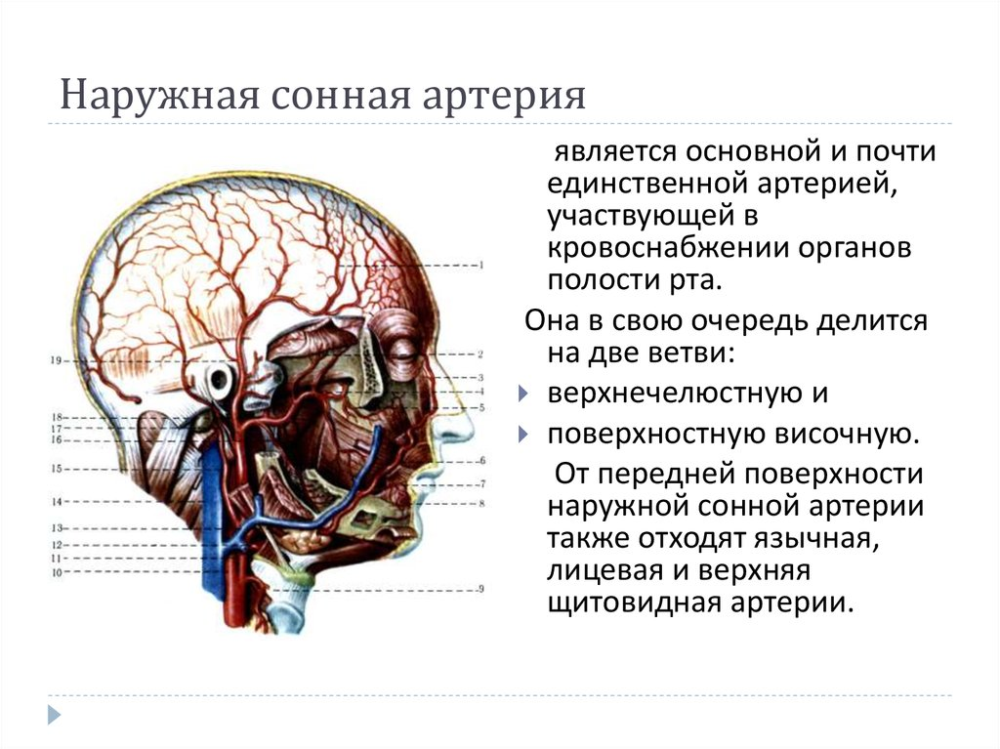 Наружная сонная артерия
является основной и почти
единственной артерией,
участвующей в
кровоснабжении органов
полости рта.
Она в свою очередь делится
на две ветви:
верхнечелюстную и
поверхностную височную.
От передней поверхности
наружной сонной артерии
также отходят язычная,
лицевая и верхняя
щитовидная артерии.
1
2
3
4
5
6
7
8
9
19
18
17
16
15
14
13
12
11
10